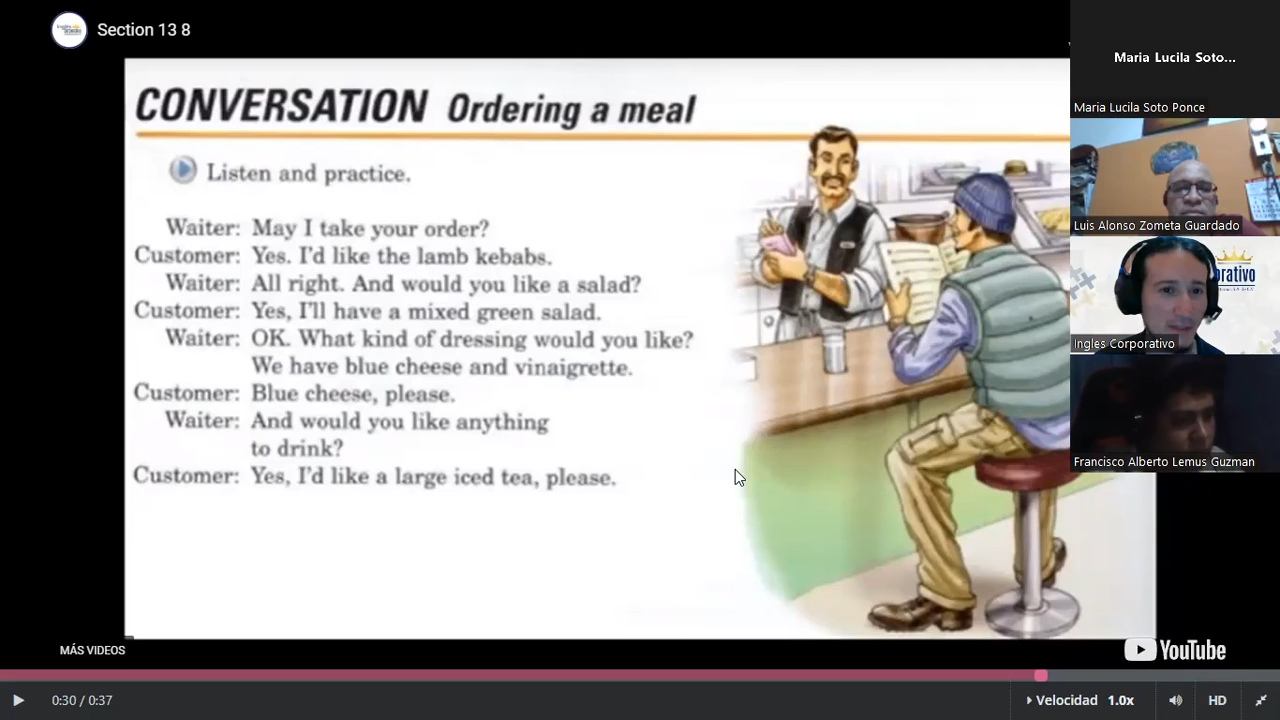 Section 13 8
CONVERSATION Ordering a meal
Listen and practice.
Waiter: May I take your order?
Customer: Yes. I'd like the lamb kebabs.
Waiter: All right. And would you like a salad?
Customer: Yes, I'll have a mixed green salad.
Waiter: OK. What kind of dressing would you like?
We have blue cheese and vinaigrette.
Customer: Blue cheese, please.
Waiter: And would you like anything
to drink?
Customer: Yes, I'd like a large iced tea, please.
Maria Lucila Soto...
Maria Lucila Soto Ponce
Luis Alonso Zometa Guardado
orativo
Ingles Corporativo
Francisco Alberto Lemus Guzman
MÁS VIDEOS
YouTube
0:30 / 0:37
Velocidad 1.0x
HD